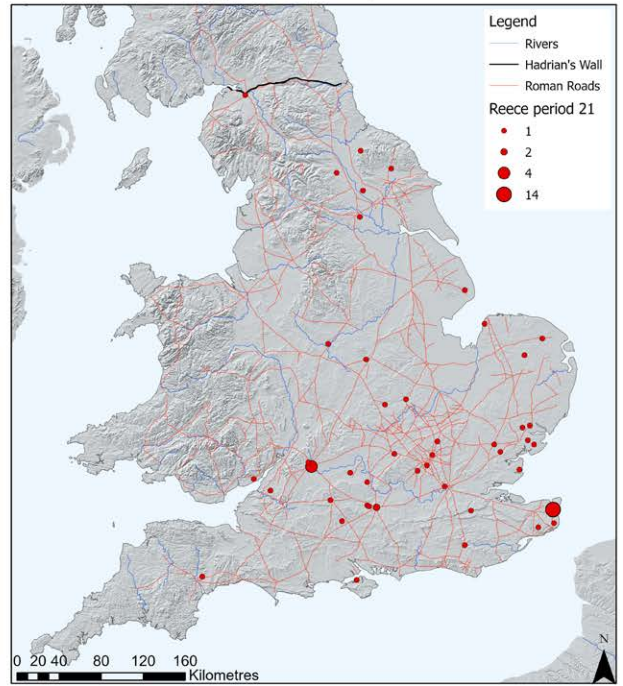 Legend
Rivers
Hadrian's Wall
Roman Roads
Reece period 21
1
2
4
14
N
0 20 40 80 120 160
Kilometres